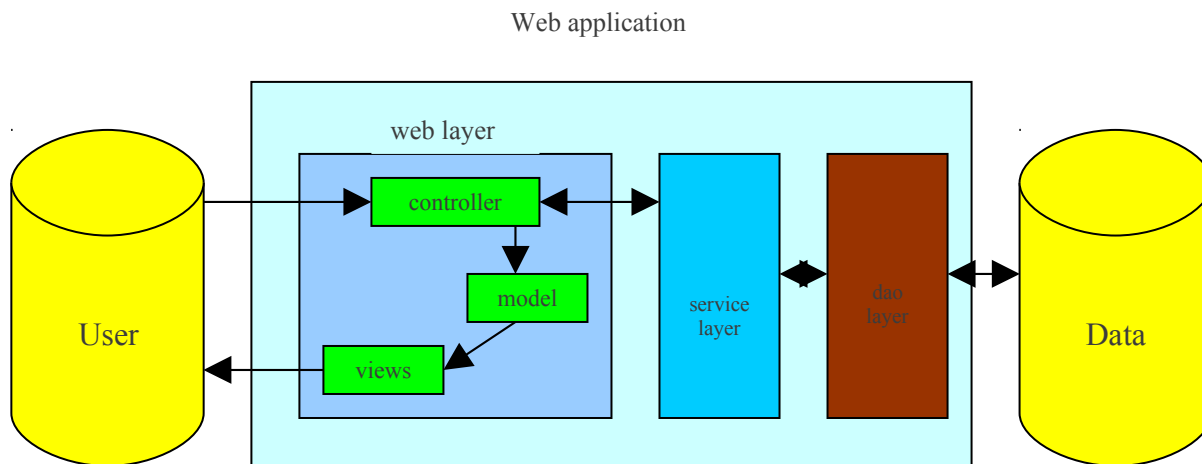 Web application
web layer
controller
model
views
service
layer
dao
layer
User
Data